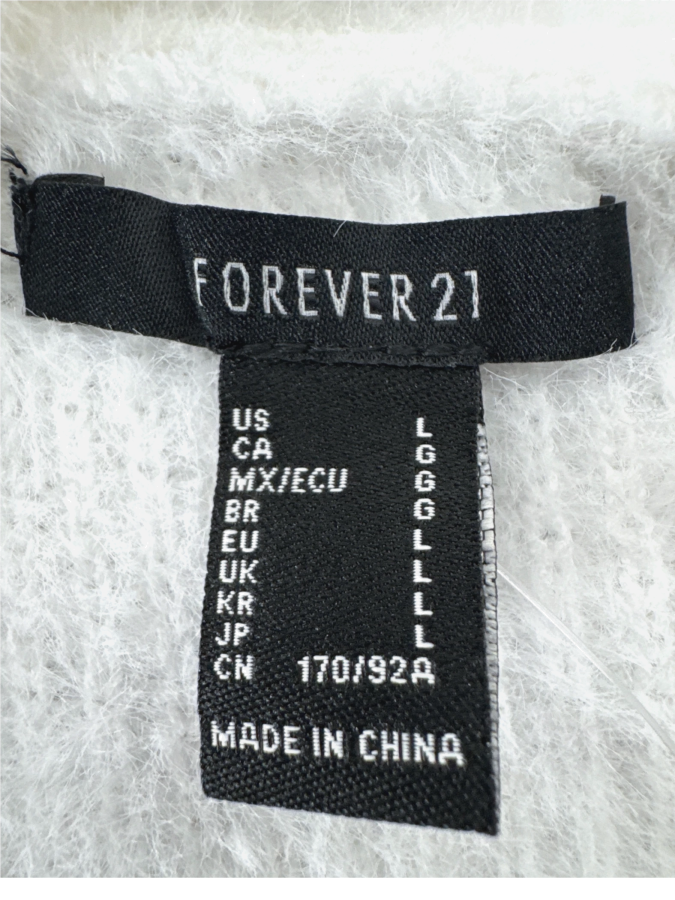 FOREVER 21
US L
CA G
MX/ECU G
BR G
EU L
UK L
KR L
JP L
CN 170/92A
MADE IN CHINA